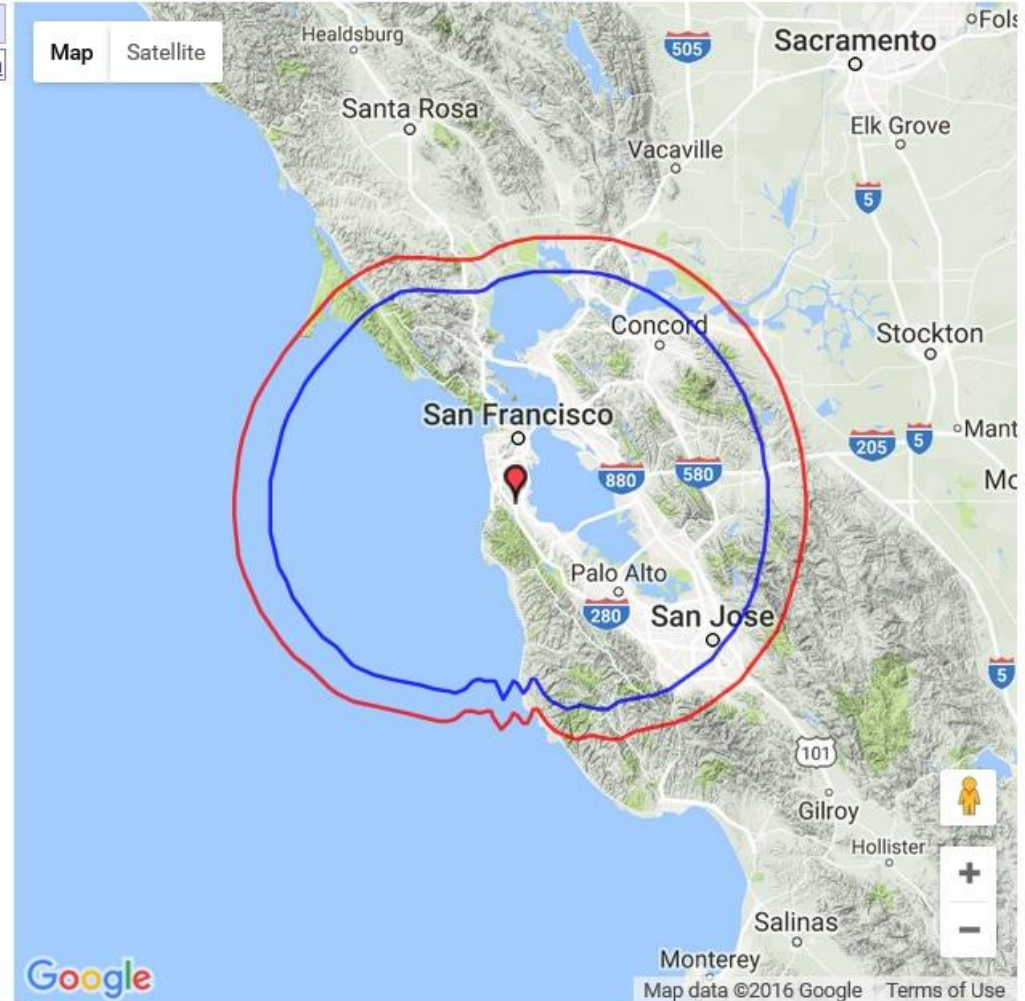 Map Satellite
Healdsburg
505
Sacramento
Fols
Santa Rosa
Elk Grove
Vacaville
5
Concord
Stockton
San Francisco
205
5
Mant
880
580
Mo
Palo Alto
280
San Jose
5
101
Gilroy
Hollister
+
−
Salinas
Monterey
Google
Map data ©2016 Google Terms of Use